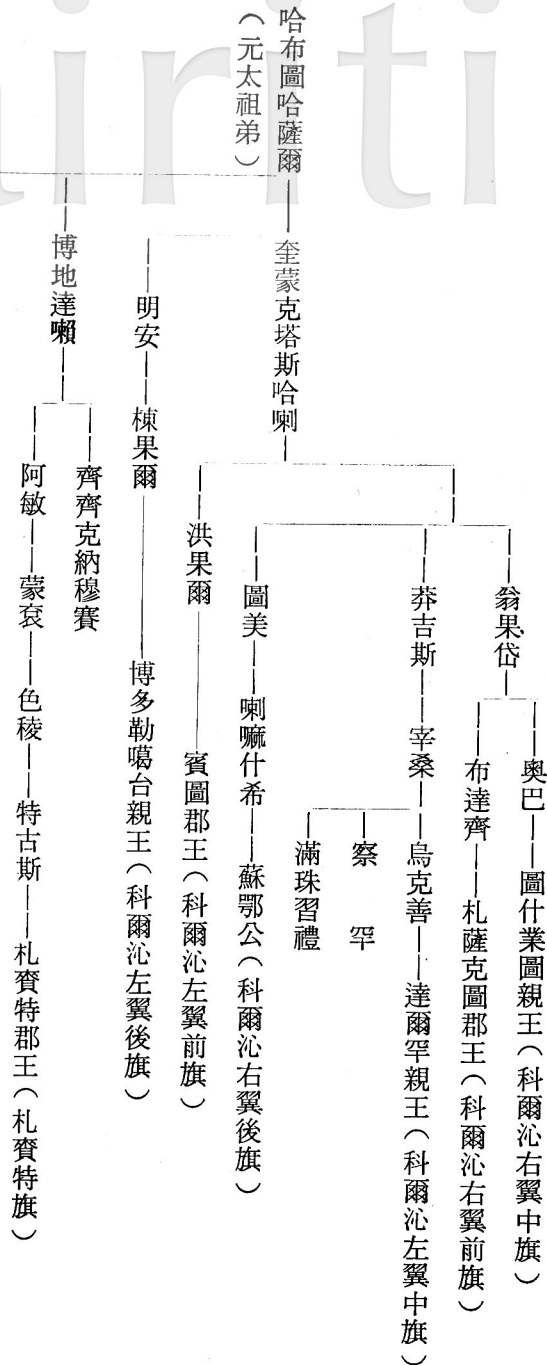 哈布圖哈薩爾
（元太祖弟）
奎蒙克塔斯哈喇
翁果岱
奧巴
圖什業圖親王（科爾沁右翼中旗）
布達齊
札薩克圖郡王（科爾沁右翼前旗）
莽吉斯
宰桑
烏克善
達爾罕親王（科爾沁左翼中旗）
察罕
滿珠習禮
圖美
喇嘛什希
蘇鄂公（科爾沁右翼後旗）
洪果爾
賓圖郡王（科爾沁左翼前旗）
明安
棟果爾
博多勒噶台親王（科爾沁左翼後旗）
博地達賴
齊齊克納穆賽
阿敏
蒙袞
色稜
特古斯
札賚特郡王（札賚特旗）
airiti